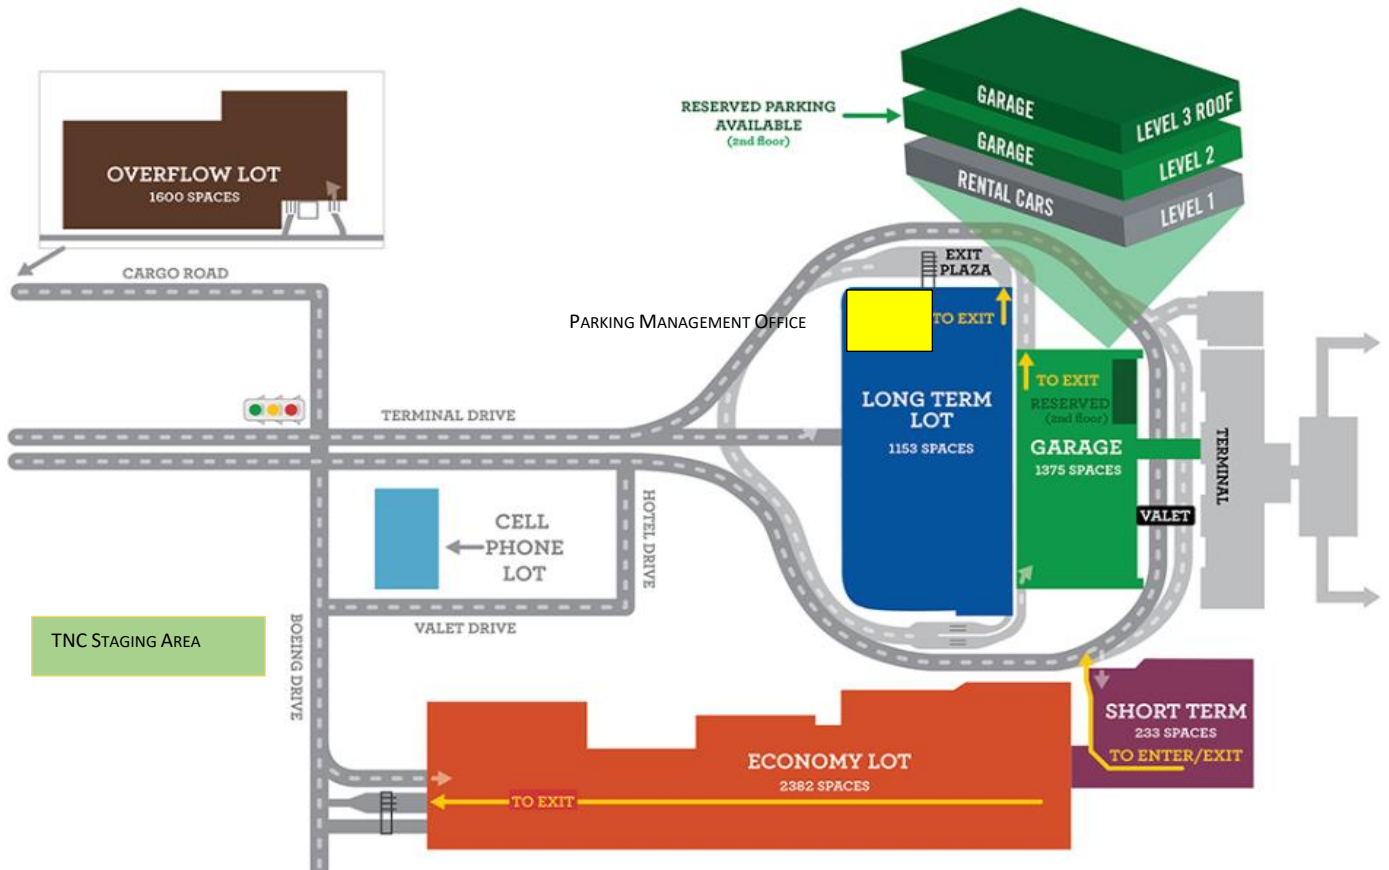 GARAGE
LEVEL 3 ROOF
RESERVED PARKING
AVAILABLE
(2nd floor)
GARAGE
LEVEL 2
RENTAL CARS
LEVEL 1
OVERFLOW LOT
1600 SPACES
CARGO ROAD
EXIT
PLAZA
PARKING MANAGEMENT OFFICE
TO EXIT
TO EXIT
RESERVED
(2nd floor)
LONG TERM
LOT
1153 SPACES
GARAGE
1375 SPACES
TERMINAL
TERMINAL DRIVE
VALET
CELL
PHONE
LOT
HOTEL DRIVE
VALET DRIVE
TNC STAGING AREA
BOEING DRIVE
SHORT TERM
233 SPACES
TO ENTER/EXIT
ECONOMY LOT
2382 SPACES
TO EXIT